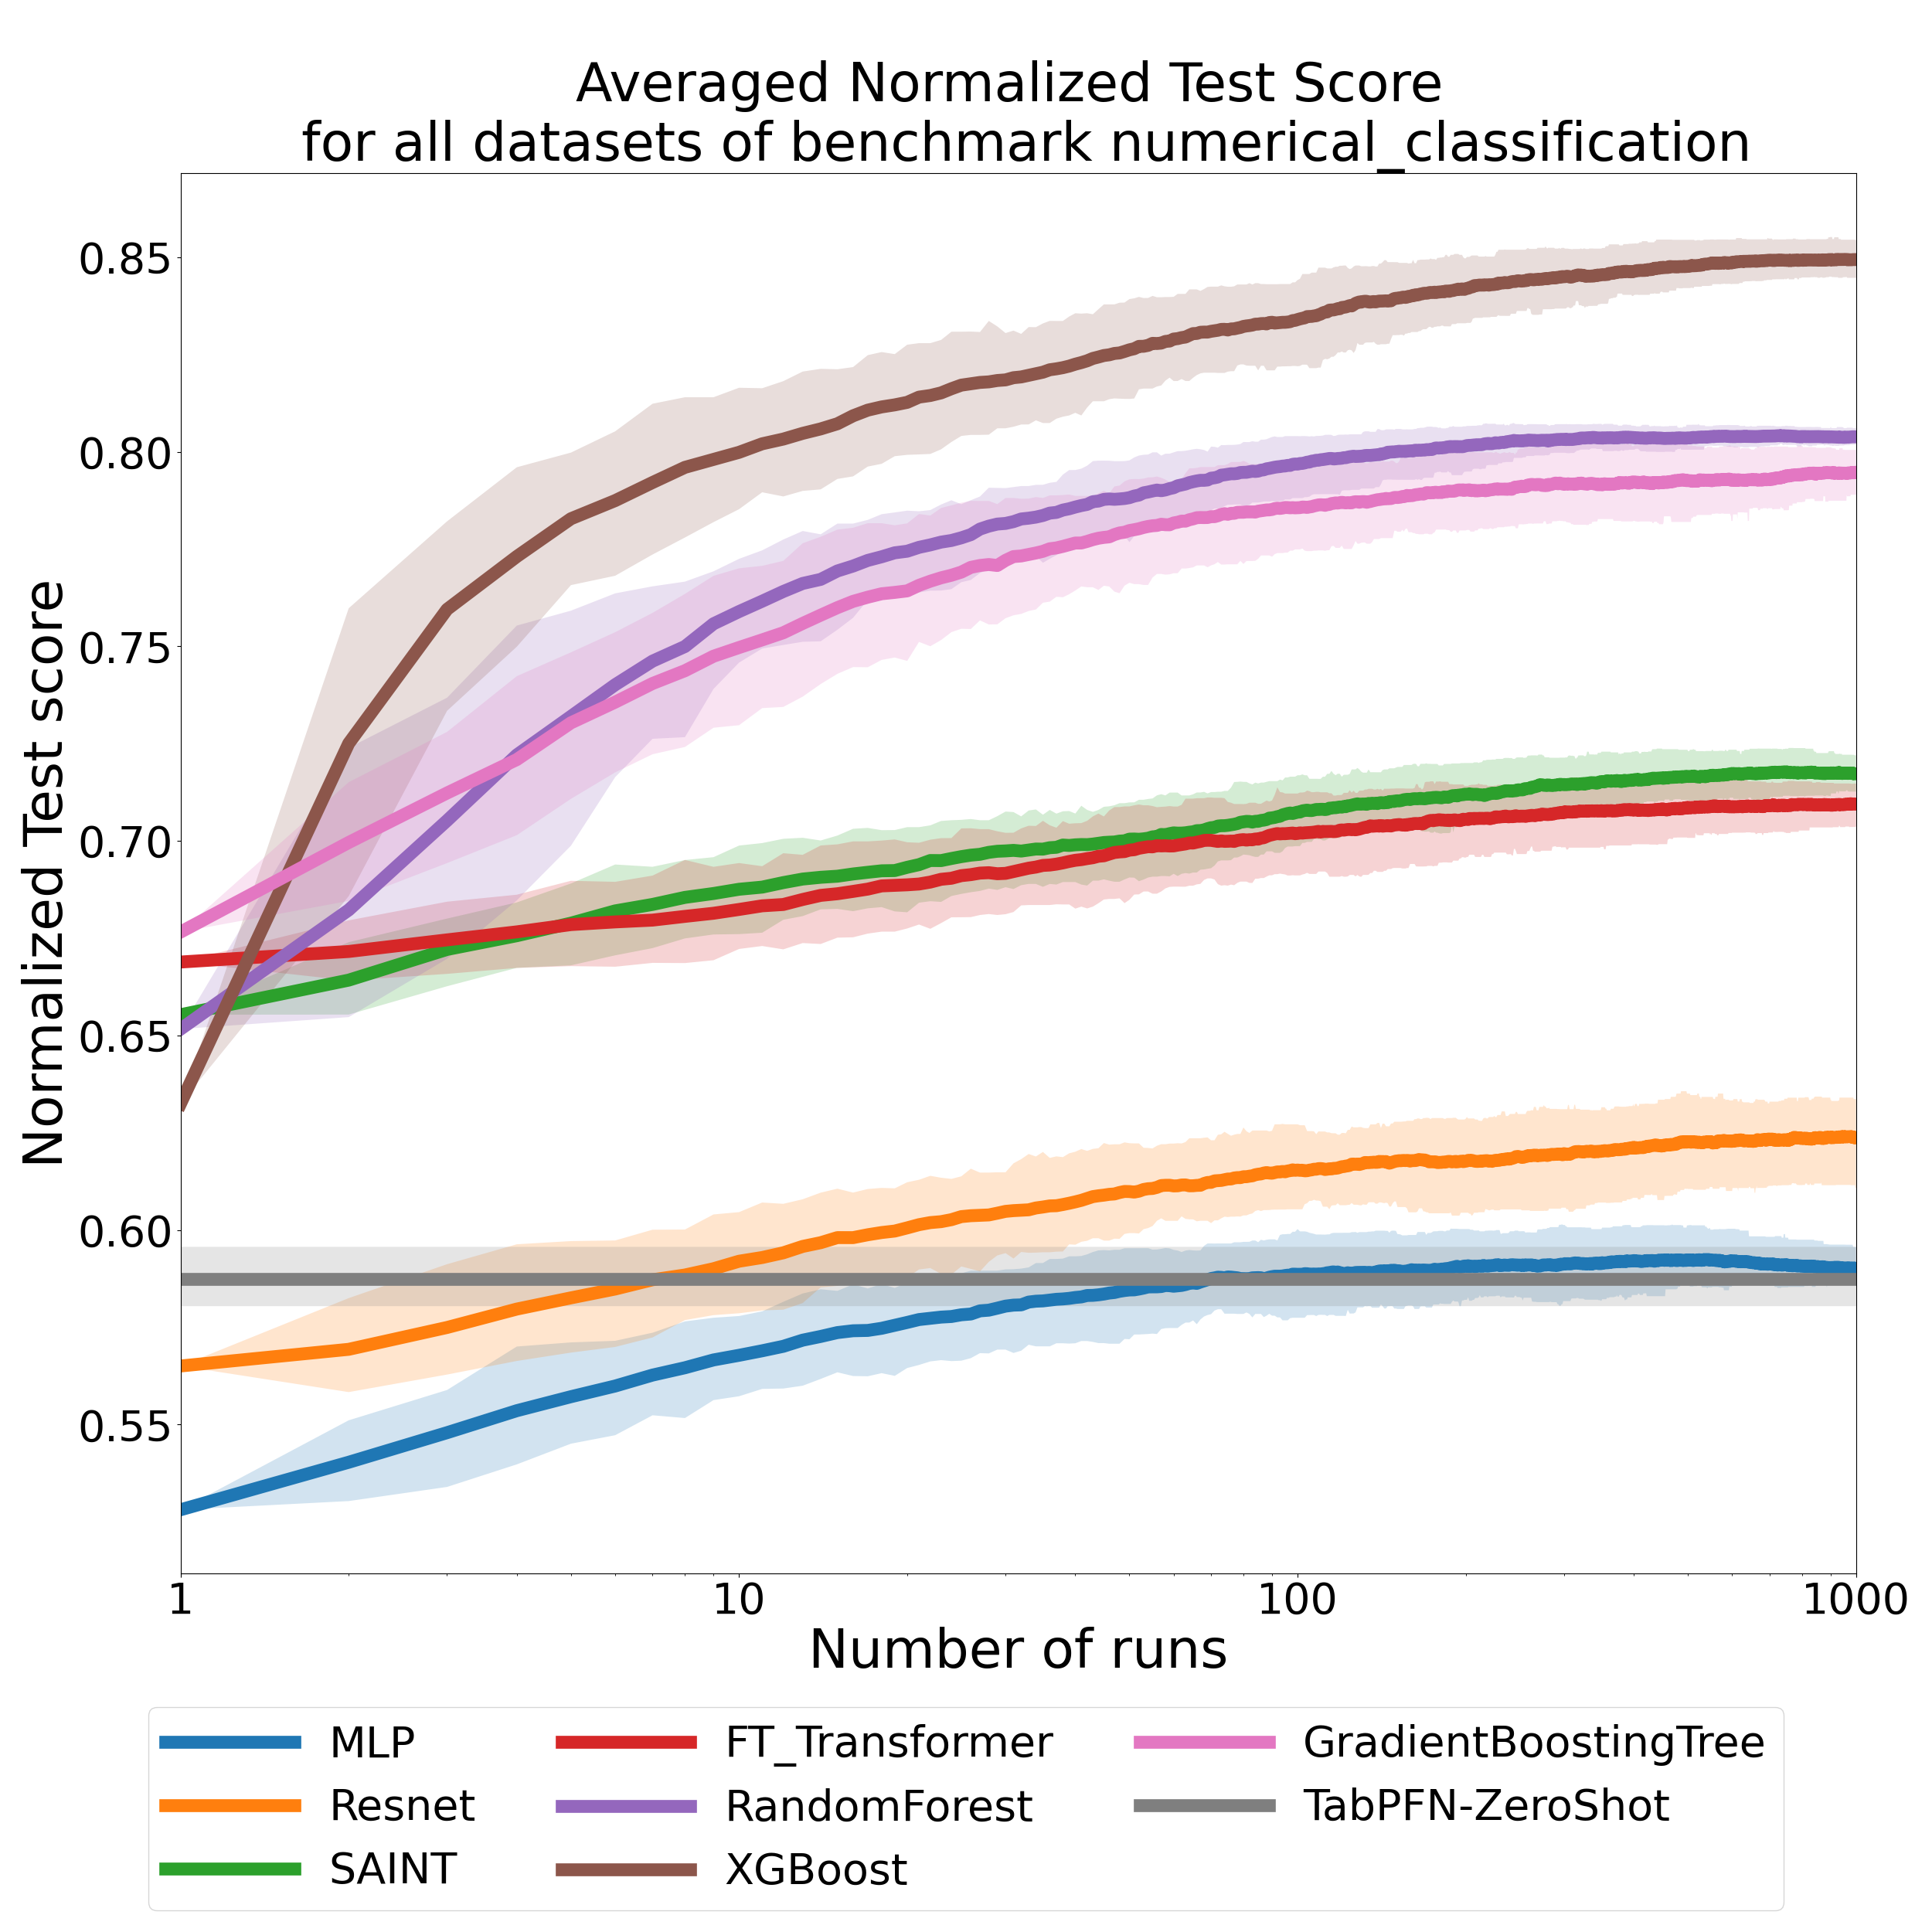 Averaged Normalized Test Score
for all datasets of benchmark numerical_classification
Normalized Test score
0.85
0.80
0.75
0.70
0.65
0.60
0.55
1
10
100
1000
Number of runs
MLP
Resnet
SAINT
FT_Transformer
RandomForest
XGBoost
GradientBoostingTree
TabPFN-ZeroShot